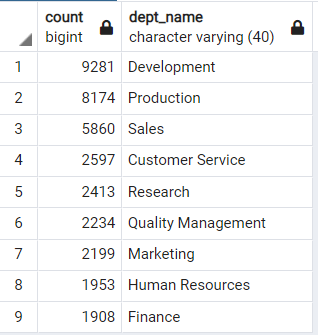 count dept_name
bigint character varying (40)
1 9281 Development
2 8174 Production
3 5860 Sales
4 2597 Customer Service
5 2413 Research
6 2234 Quality Management
7 2199 Marketing
8 1953 Human Resources
9 1908 Finance